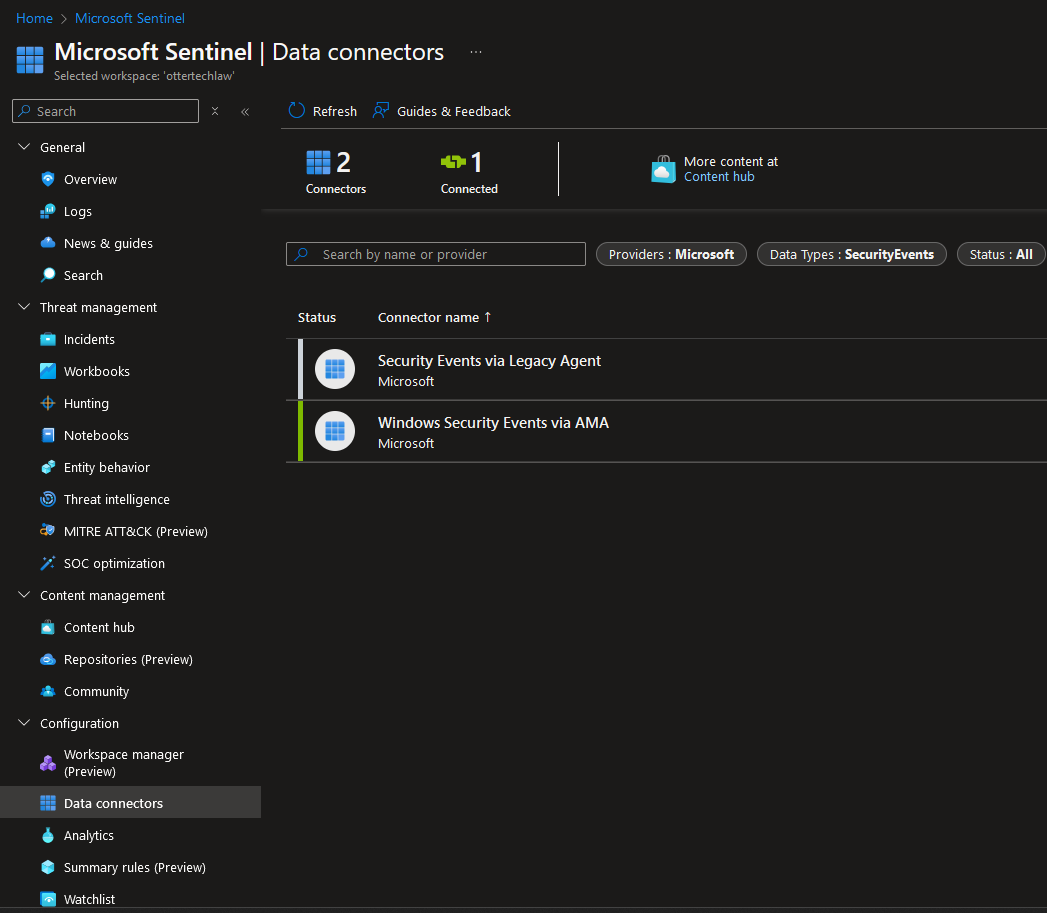 Home > Microsoft Sentinel
Microsoft Sentinel | Data connectors ...
Selected workspace: 'ottertechlaw'
Search
General
Overview
Logs
News & guides
Search
Threat management
Incidents
Workbooks
Hunting
Notebooks
Entity behavior
Threat intelligence
MITRE ATT&CK (Preview)
SOC optimization
Content management
Content hub
Repositories (Preview)
Community
Configuration
Workspace manager
(Preview)
Data connectors
Analytics
Summary rules (Preview)
Watchlist
Refresh Guides & Feedback
2 1
Connectors Connected
More content at
Content hub
Search by name or provider Providers : Microsoft Data Types : SecurityEvents Status : All
Status Connector name ↑
Security Events via Legacy Agent
Microsoft
Windows Security Events via AMA
Microsoft